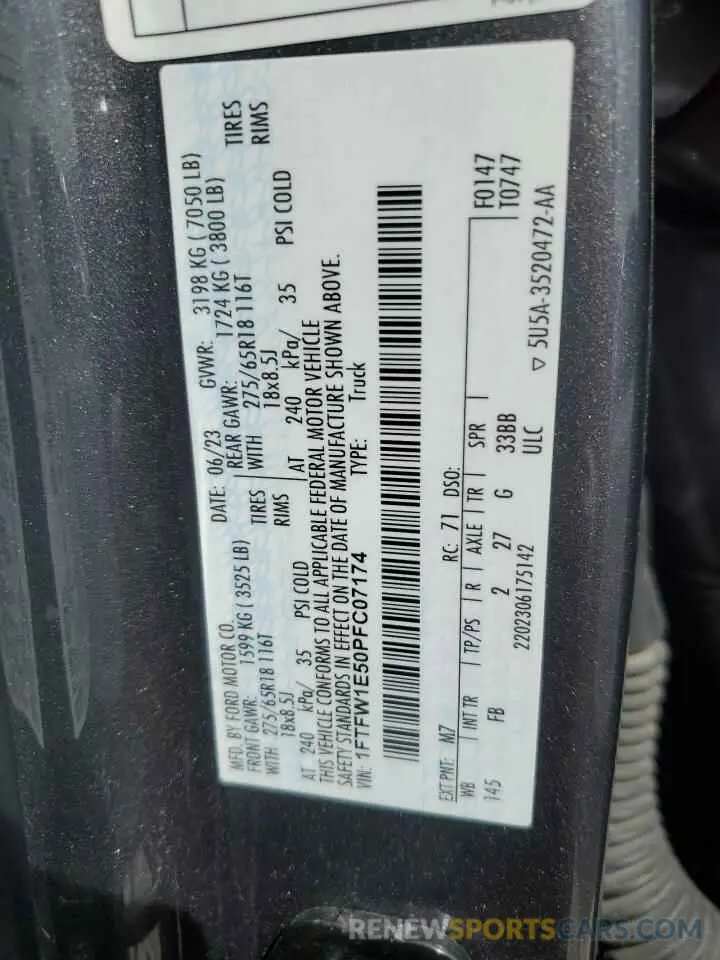 MFD. BY FORD MOTOR CO.
DATE: 06/23 GVWR: 3198 KG ( 7050 LB)
FRONT GAWR: 1599 KG ( 3525 LB)
REAR GAWR: 1724 KG ( 3800 LB)
WITH 275/65R18 116T TIRES
WITH 275/65R18 116T TIRES
18x8.5J RIMS
18x8.5J RIMS
AT 240 kPa/ 35 PSI COLD
AT 240 kPa/ 35 PSI COLD
THIS VEHICLE CONFORMS TO ALL APPLICABLE FEDERAL MOTOR VEHICLE
SAFETY STANDARDS IN EFFECT ON THE DATE OF MANUFACTURE SHOWN ABOVE.
VIN: 1FTFW1E50PFC07174
TYPE: Truck
EXT PNT: M7 RC: 71 DSO: F0147
T0747
WB INT TR TP/PS R AXLE TR SPR
145 FB 2 27 G 33BB
2202306175142 ULC
▽ 5U5A-3520472-AA
RENEWSPORTSCARS.COM